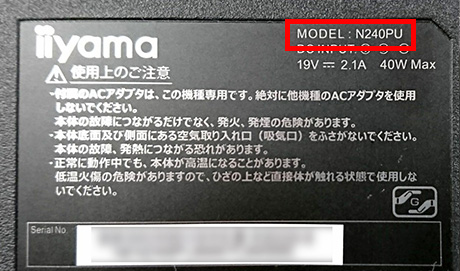 iiyama
MODEL : N240PU
DC INPUT
19V 2.1A 40W Max
使用上のご注意
・付属のACアダプタは、この機種専用です。絶対に他機種のACアダプタを使用
しないでください。
本体の故障につながるだけでなく、発火、発煙の危険があります。
・本体底面及び側面にある空気取り入れ口（吸気口）をふさがないでください。
本体の故障、発熱につながる恐れがあります。
・正常に動作中でも、本体が高温になることがあります。
低温火傷の危険がありますので、ひざの上など直接体が触れる状態で使用しな
いでください。
G
Serial No.